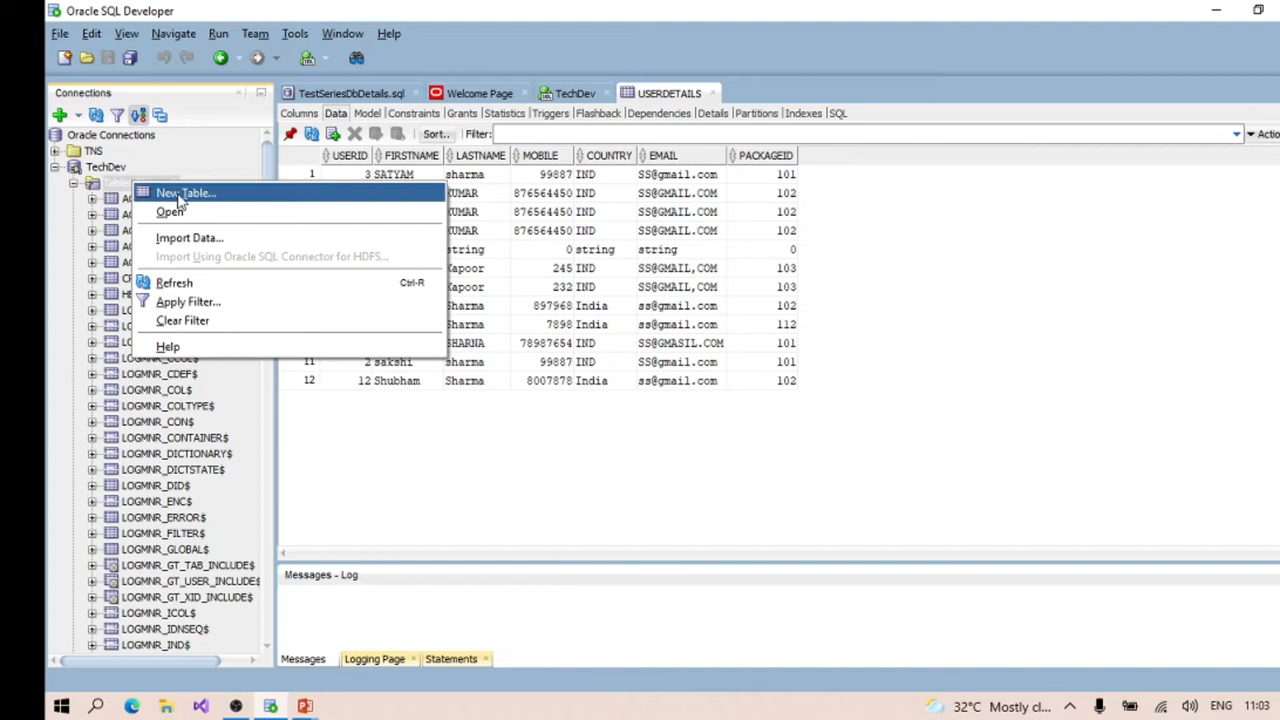 Oracle SQL Developer
File Edit View Navigate Run Team Tools Window Help
Connections
TestSeriesDbDetails.sql Welcome Page TechDev USERDETAILS
Columns Data Model Constraints Grants Statistics Triggers Flashback Dependencies Details Partitions Indexes SQL
Sort.. Filter: Actio
Oracle Connections
TNS
TechDev
New Table...
Open
Import Data...
Import Using Oracle SQL Connector for HDFS...
Refresh Ctrl-R
Apply Filter...
Clear Filter
Help
LOGMNR_CDEF$
LOGMNR_COL$
LOGMNR_COLTYPE$
LOGMNR_CON$
LOGMNR_CONTAINER$
LOGMNR_DICTIONARY$
LOGMNR_DICTSTATE$
LOGMNR_DID$
LOGMNR_ENC$
LOGMNR_ERROR$
LOGMNR_FILTER$
LOGMNR_GLOBAL$
LOGMNR_GT_TAB_INCLUDE$
LOGMNR_GT_USER_INCLUDE$
LOGMNR_GT_XID_INCLUDE$
LOGMNR_ICOL$
LOGMNR_IDNSEQ$
LOGMNR_IND$
USERID FIRSTNAME LASTNAME MOBILE COUNTRY EMAIL PACKAGEID
1 3 SATYAM sharma 99887 IND SS@gmail.com 101
KUMAR 876564450 IND SS@gmail.com 102
KUMAR 876564450 IND SS@gmail.com 102
KUMAR 876564450 IND SS@gmail.com 102
string 0 country string 0
Kapoor 245 IND SS@GMAIL,COM 103
Kapoor 232 IND SS@GMAIL,COM 103
Sharma 897968 India ss@gmail.com 102
Sharma 7898 India ss@gmail.com 112
SHARNA 78987654 IND SS@GMASIL.COM 101
11 2 sakshi sharma 99887 IND ss@gmail.com 101
12 12 Shubham Sharma 8007878 India ss@gmail.com 102
Messages - Log
Messages Logging Page Statements
32°C Mostly cl... ENG 11:03